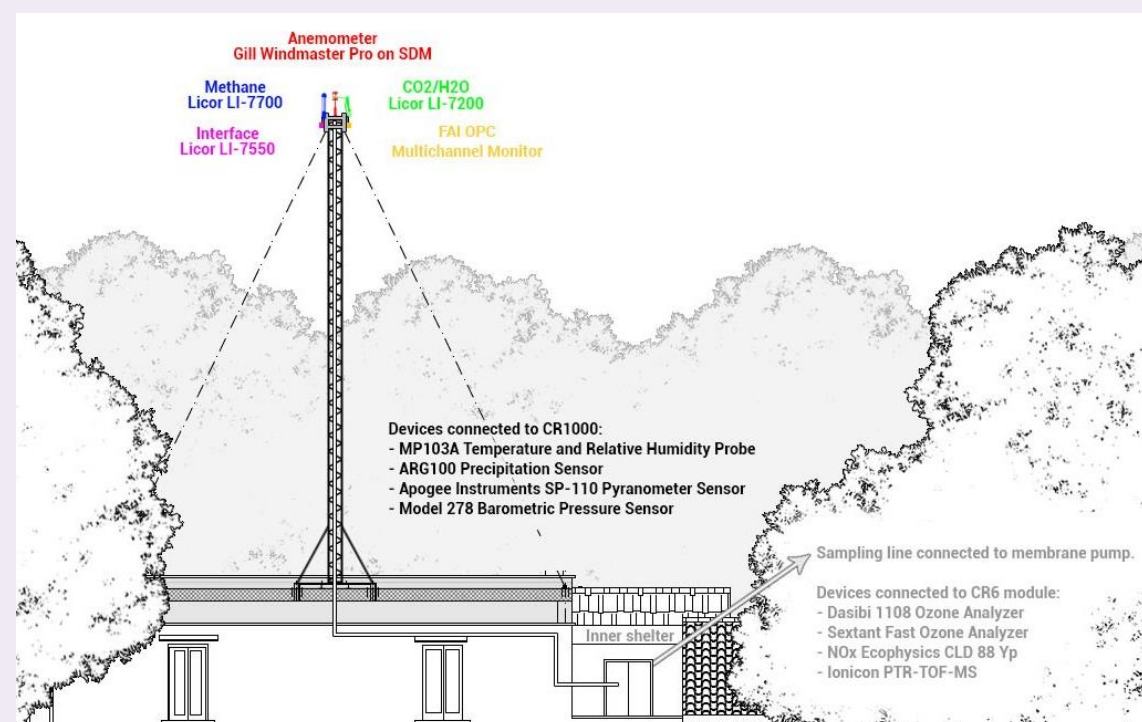 Anemometer
Gill Windmaster Pro on SDM
Methane
Licor LI-7700
CO2/H2O
Licor LI-7200
Interface
Licor LI-7550
FAI OPC
Multichannel Monitor
Devices connected to CR1000:
- MP103A Temperature and Relative Humidity Probe
- ARG100 Precipitation Sensor
- Apogee Instruments SP-110 Pyranometer Sensor
- Model 278 Barometric Pressure Sensor
Sampling line connected to membrane pump.
Devices connected to CR6 module:
- Dasibi 1108 Ozone Analyzer
- Sextant Fast Ozone Analyzer
- NOx Ecophysics CLD 88 Yp
- Ionicon PTR-TOF-MS
Inner shelter